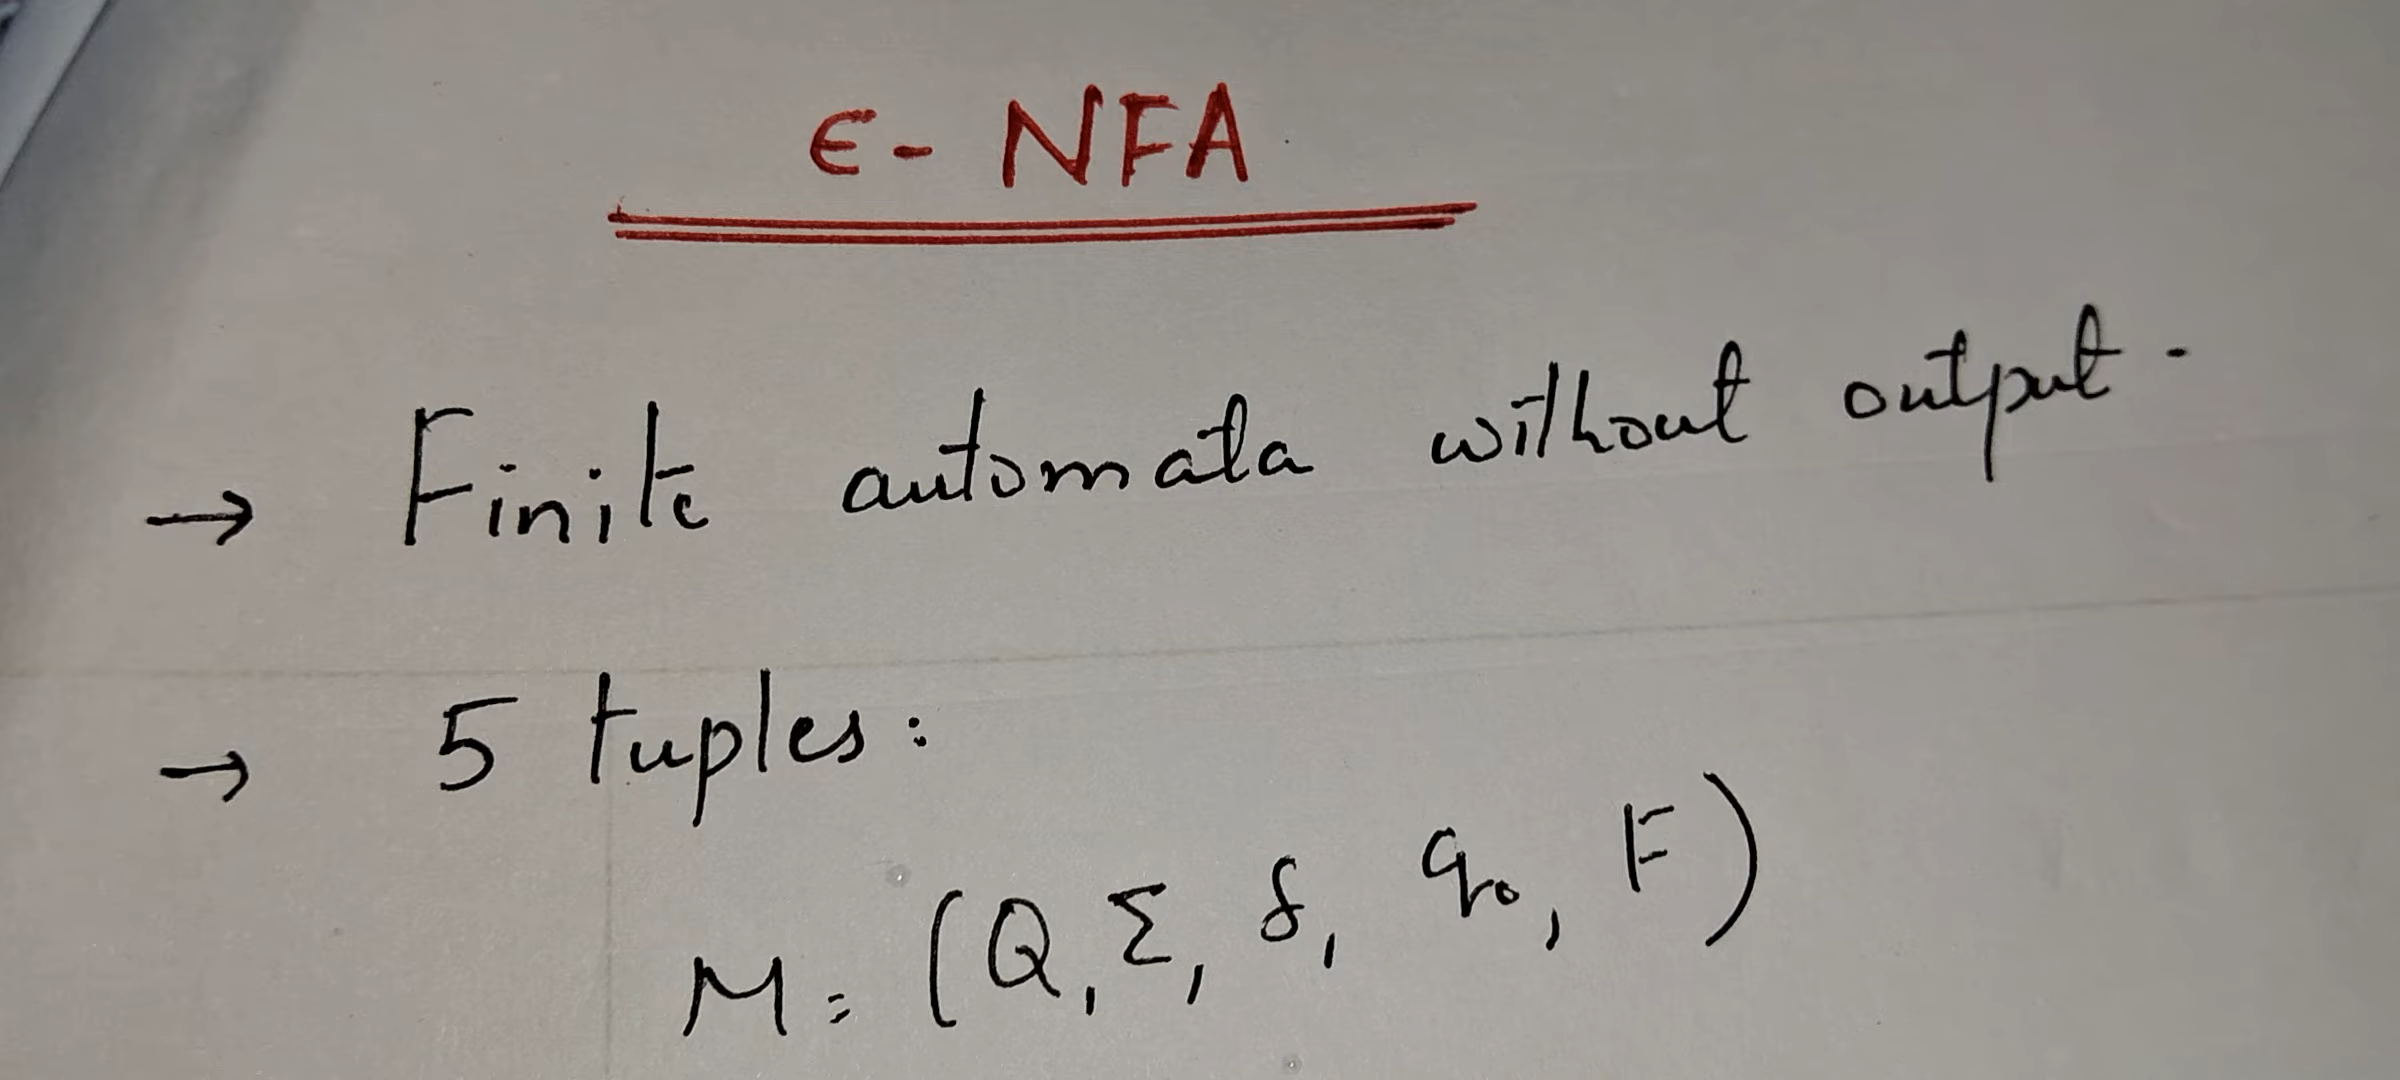 ϵ- NFA
→ Finite automata without output.
→ 5 tuples:
M = (Q, Σ, δ, q₀, F)